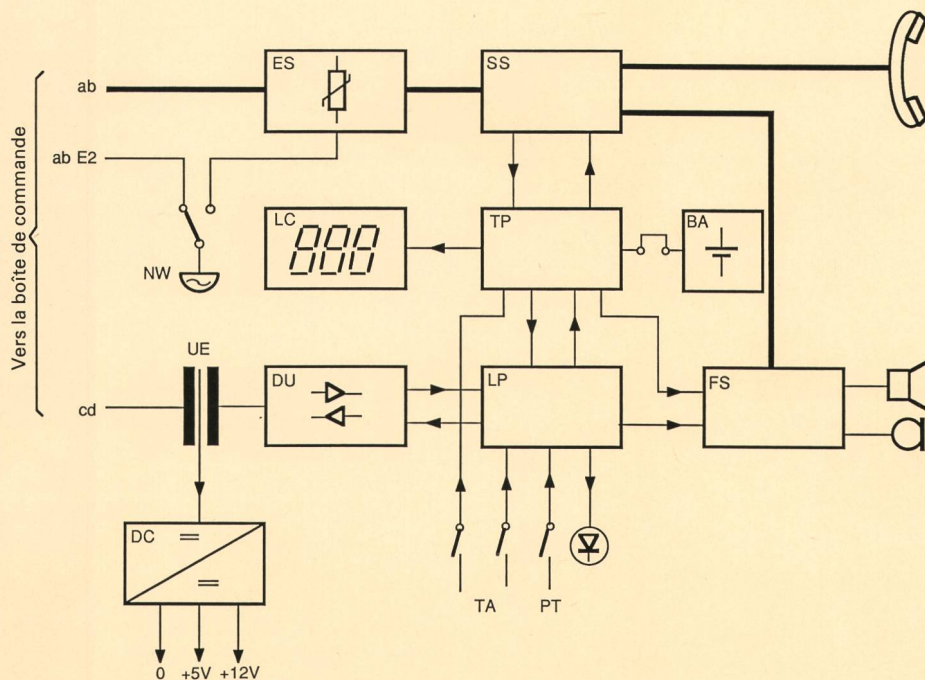 ES
SS
ab
ab E2
Vers la boîte de commande
LC
TP
BA
NW
UE
DU
LP
FS
cd
DC
TA
PT
0 +5V +12V